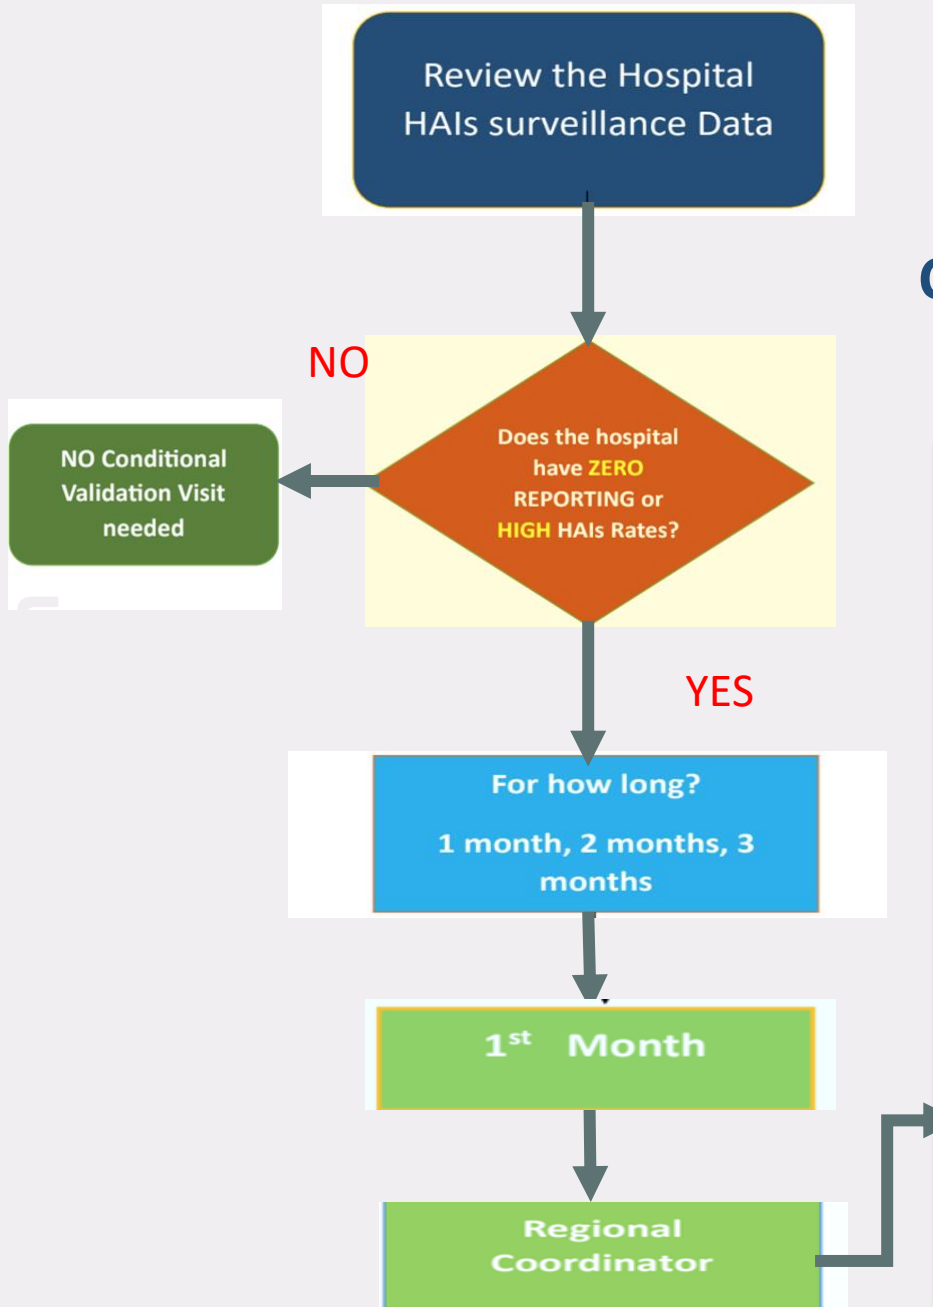 Review the Hospital
HAIs surveillance Data
NO
Does the hospital
have ZERO
REPORTING or
HIGH HAIs Rates?
NO Conditional
Validation Visit
needed
YES
For how long?
1 month, 2 months, 3
months
1st Month
Regional
Coordinator